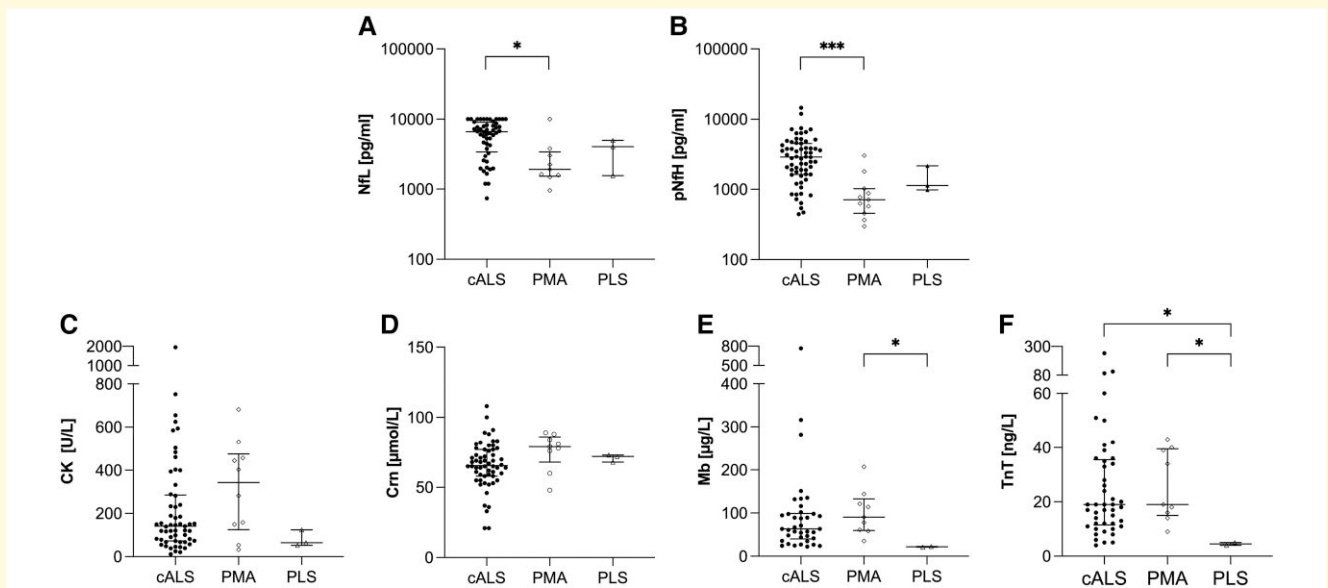 A
B
*
***
100000
10000
1000
100
NfL [pg/ml]
cALS PMA PLS
100000
10000
1000
100
pNfH [pg/ml]
cALS PMA PLS
C
D
E
F
2000
1000
800
600
400
200
0
CK [U/L]
cALS PMA PLS
150
100
50
0
Crn [µmol/L]
cALS PMA PLS
*
800
500
400
300
200
100
0
Mb [µg/L]
cALS PMA PLS
*
*
300
80
60
40
20
0
TnT [ng/L]
cALS PMA PLS